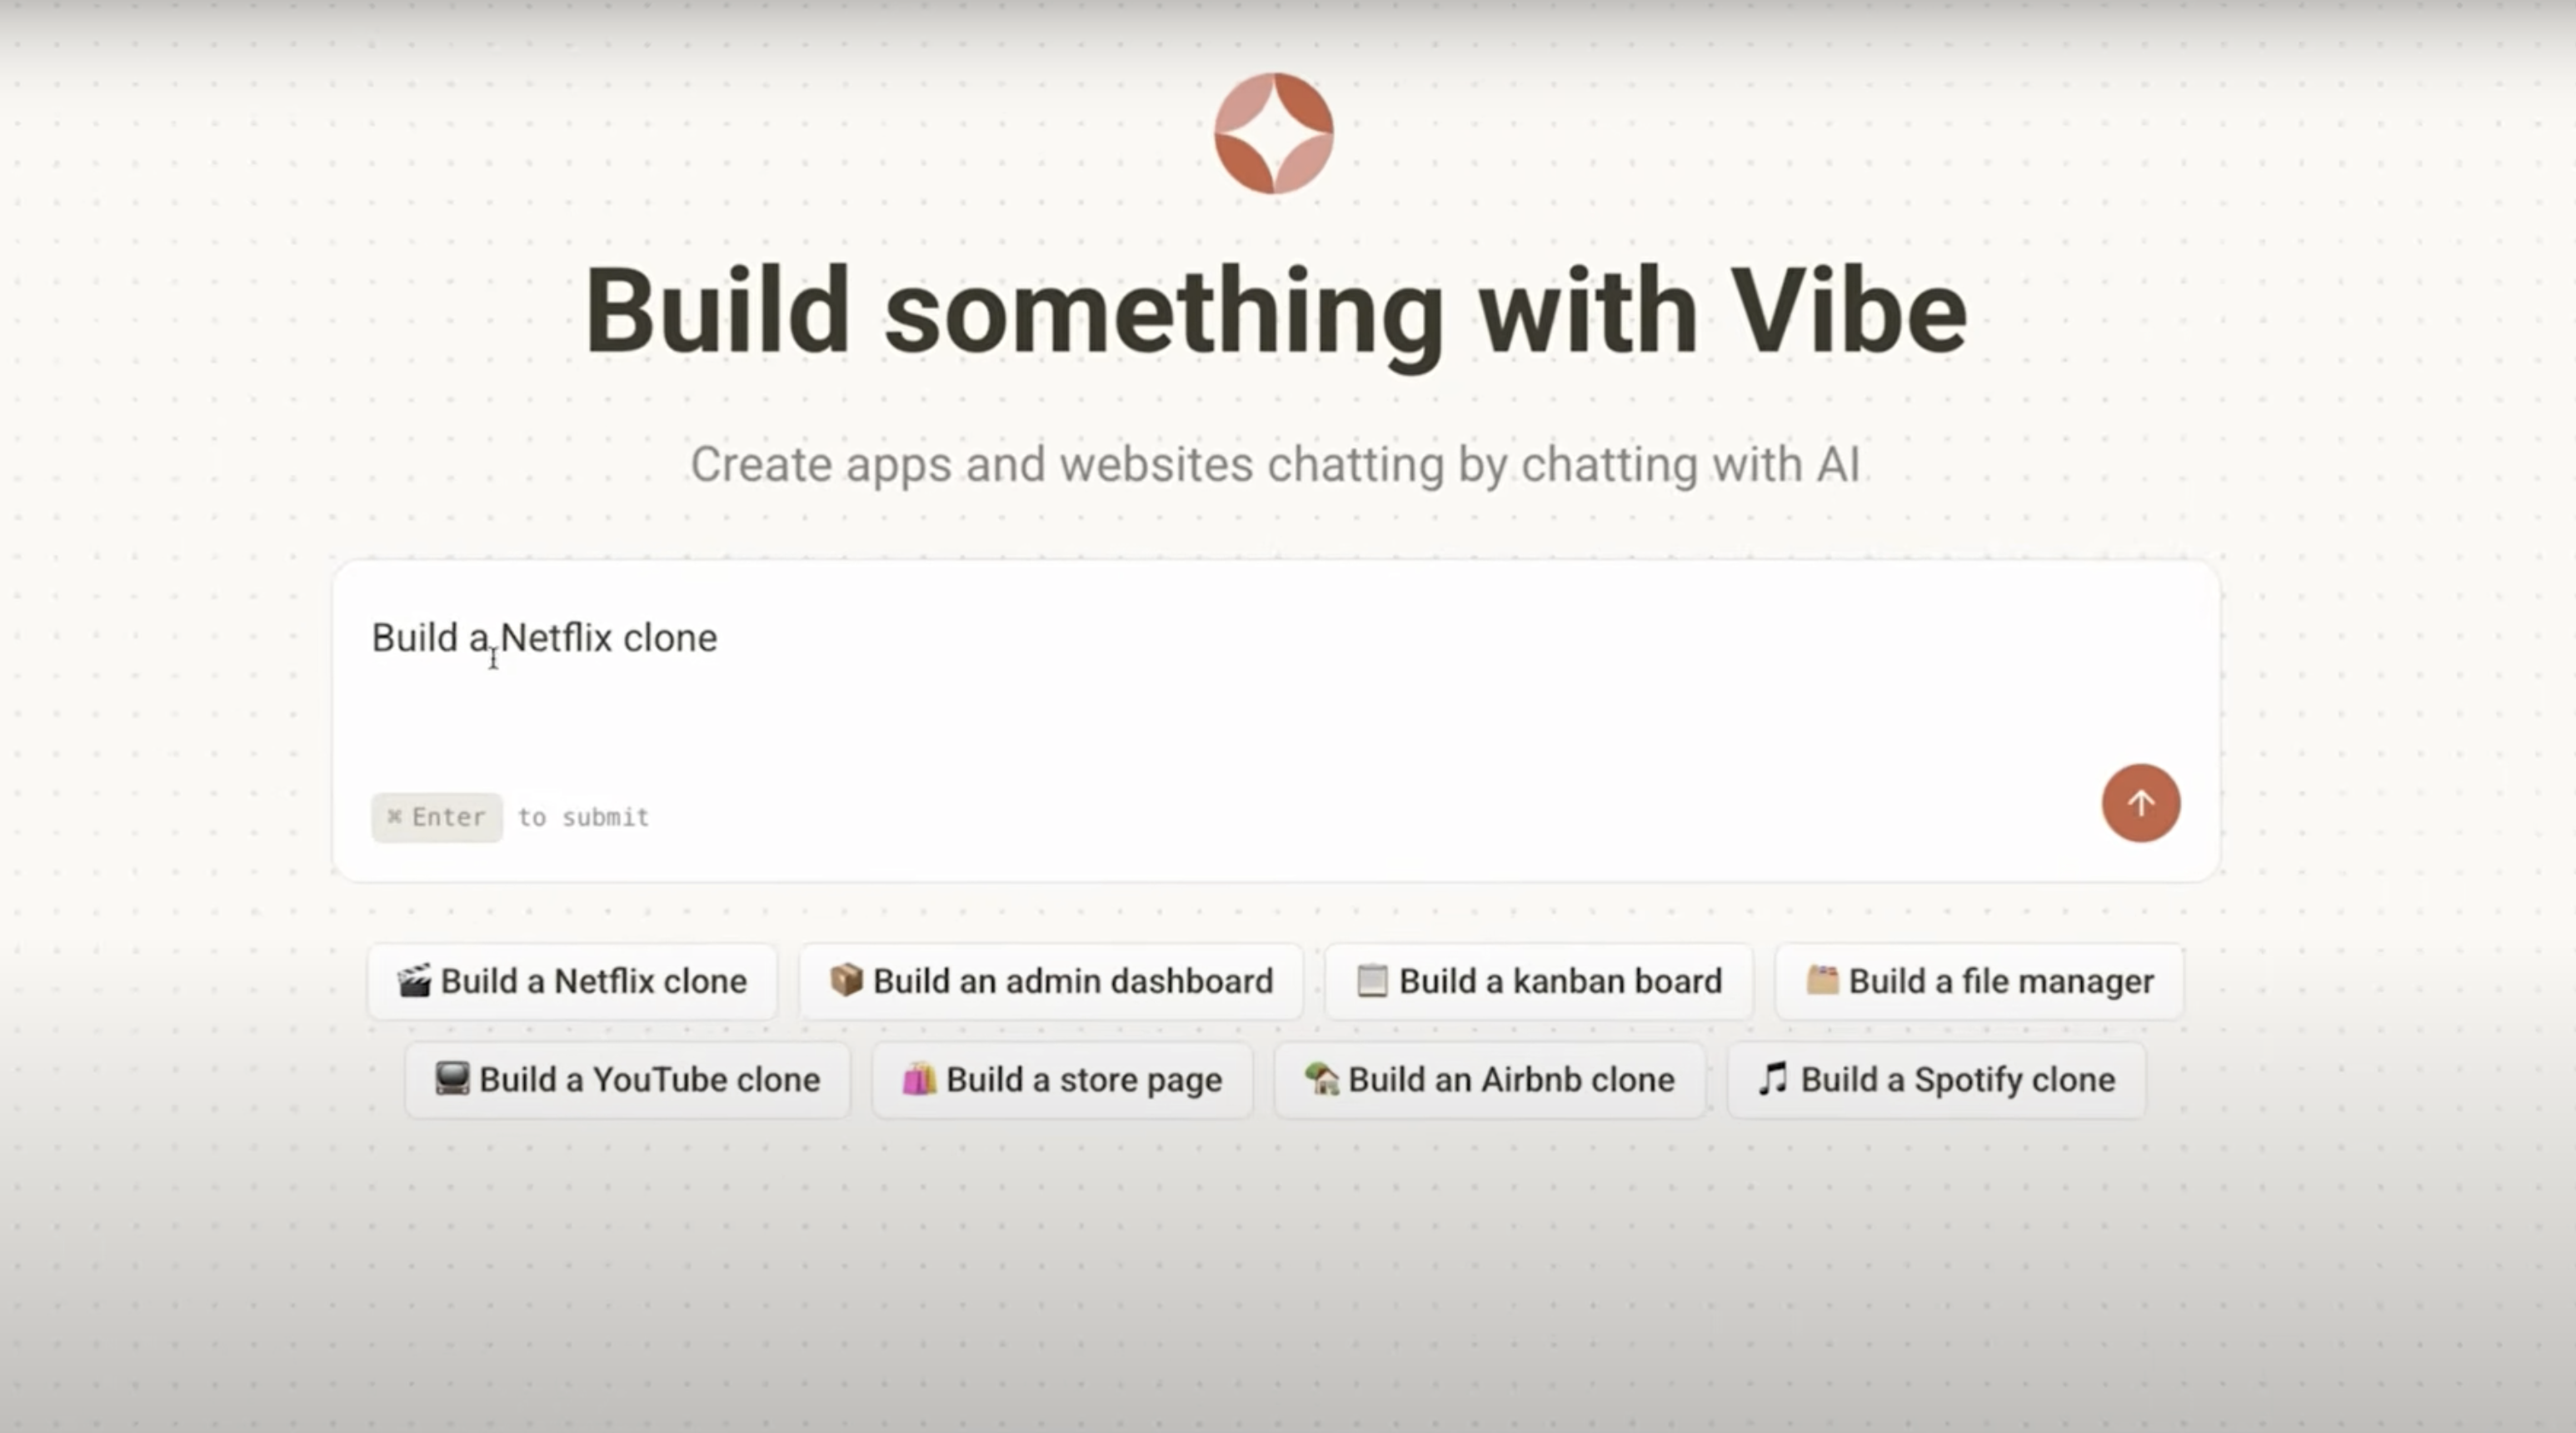 Build something with Vibe
Create apps and websites chatting by chatting with AI
Build a Netflix clone
⌘ Enter to submit
🎬 Build a Netflix clone 📦 Build an admin dashboard 📋 Build a kanban board 🗂️ Build a file manager
📺 Build a YouTube clone 🛍️ Build a store page 🏡 Build an Airbnb clone 🎵 Build a Spotify clone